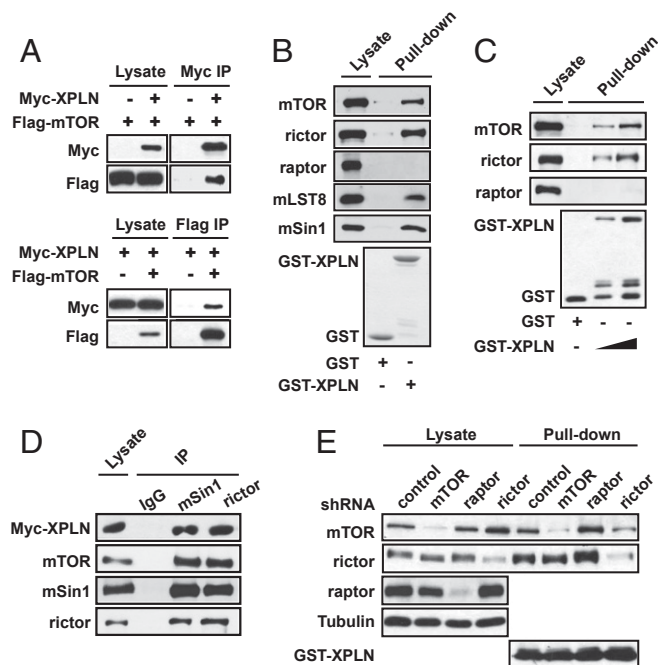 A
Lysate Myc IP
Myc-XPLN - + - +
Flag-mTOR + + + +
Myc
Flag
Lysate Flag IP
Myc-XPLN + + + +
Flag-mTOR - + - +
Myc
Flag
B
Lysate Pull-down
mTOR
rictor
raptor
mLST8
mSin1
GST-XPLN
GST
GST + -
GST-XPLN - +
C
Lysate Pull-down
mTOR
rictor
raptor
GST-XPLN
GST
GST + - -
GST-XPLN -
D
Lysate IP
IgG mSin1 rictor
Myc-XPLN
mTOR
mSin1
rictor
E
Lysate Pull-down
shRNA control mTOR raptor rictor control mTOR raptor rictor
mTOR
rictor
raptor
Tubulin
GST-XPLN